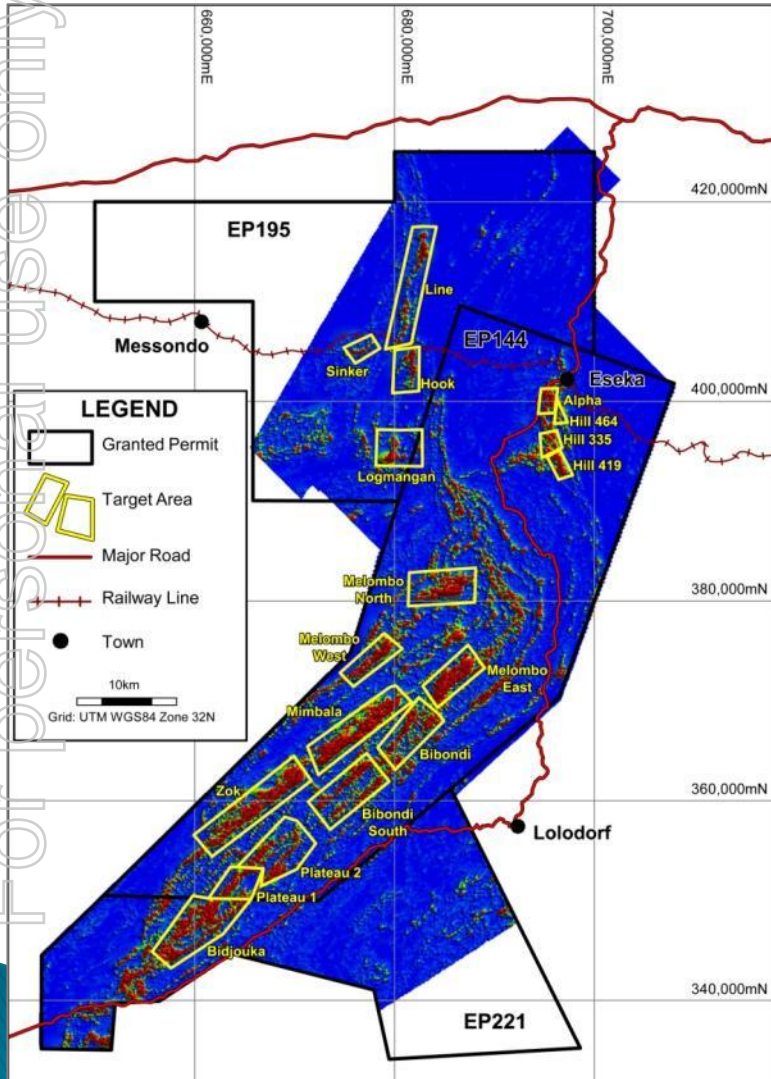 For personal use only
660,000mE
680,000mE
700,000mE
420,000mN
EP195
Line
EP144
Messondo
Sinker
Hook
Eseka
400,000mN
Alpha
Hill 464
Hill 335
Hill 419
Logmangan
LEGEND
Granted Permit
Target Area
Major Road
Railway Line
Town
10km
Grid: UTM WGS84 Zone 32N
Melombo
North
380,000mN
Melombo
West
Melombo
East
Mimbala
Bibondi
Zok
360,000mN
Bibondi
South
Lolodorf
Plateau 2
Plateau 1
Bidjouka
340,000mN
EP221